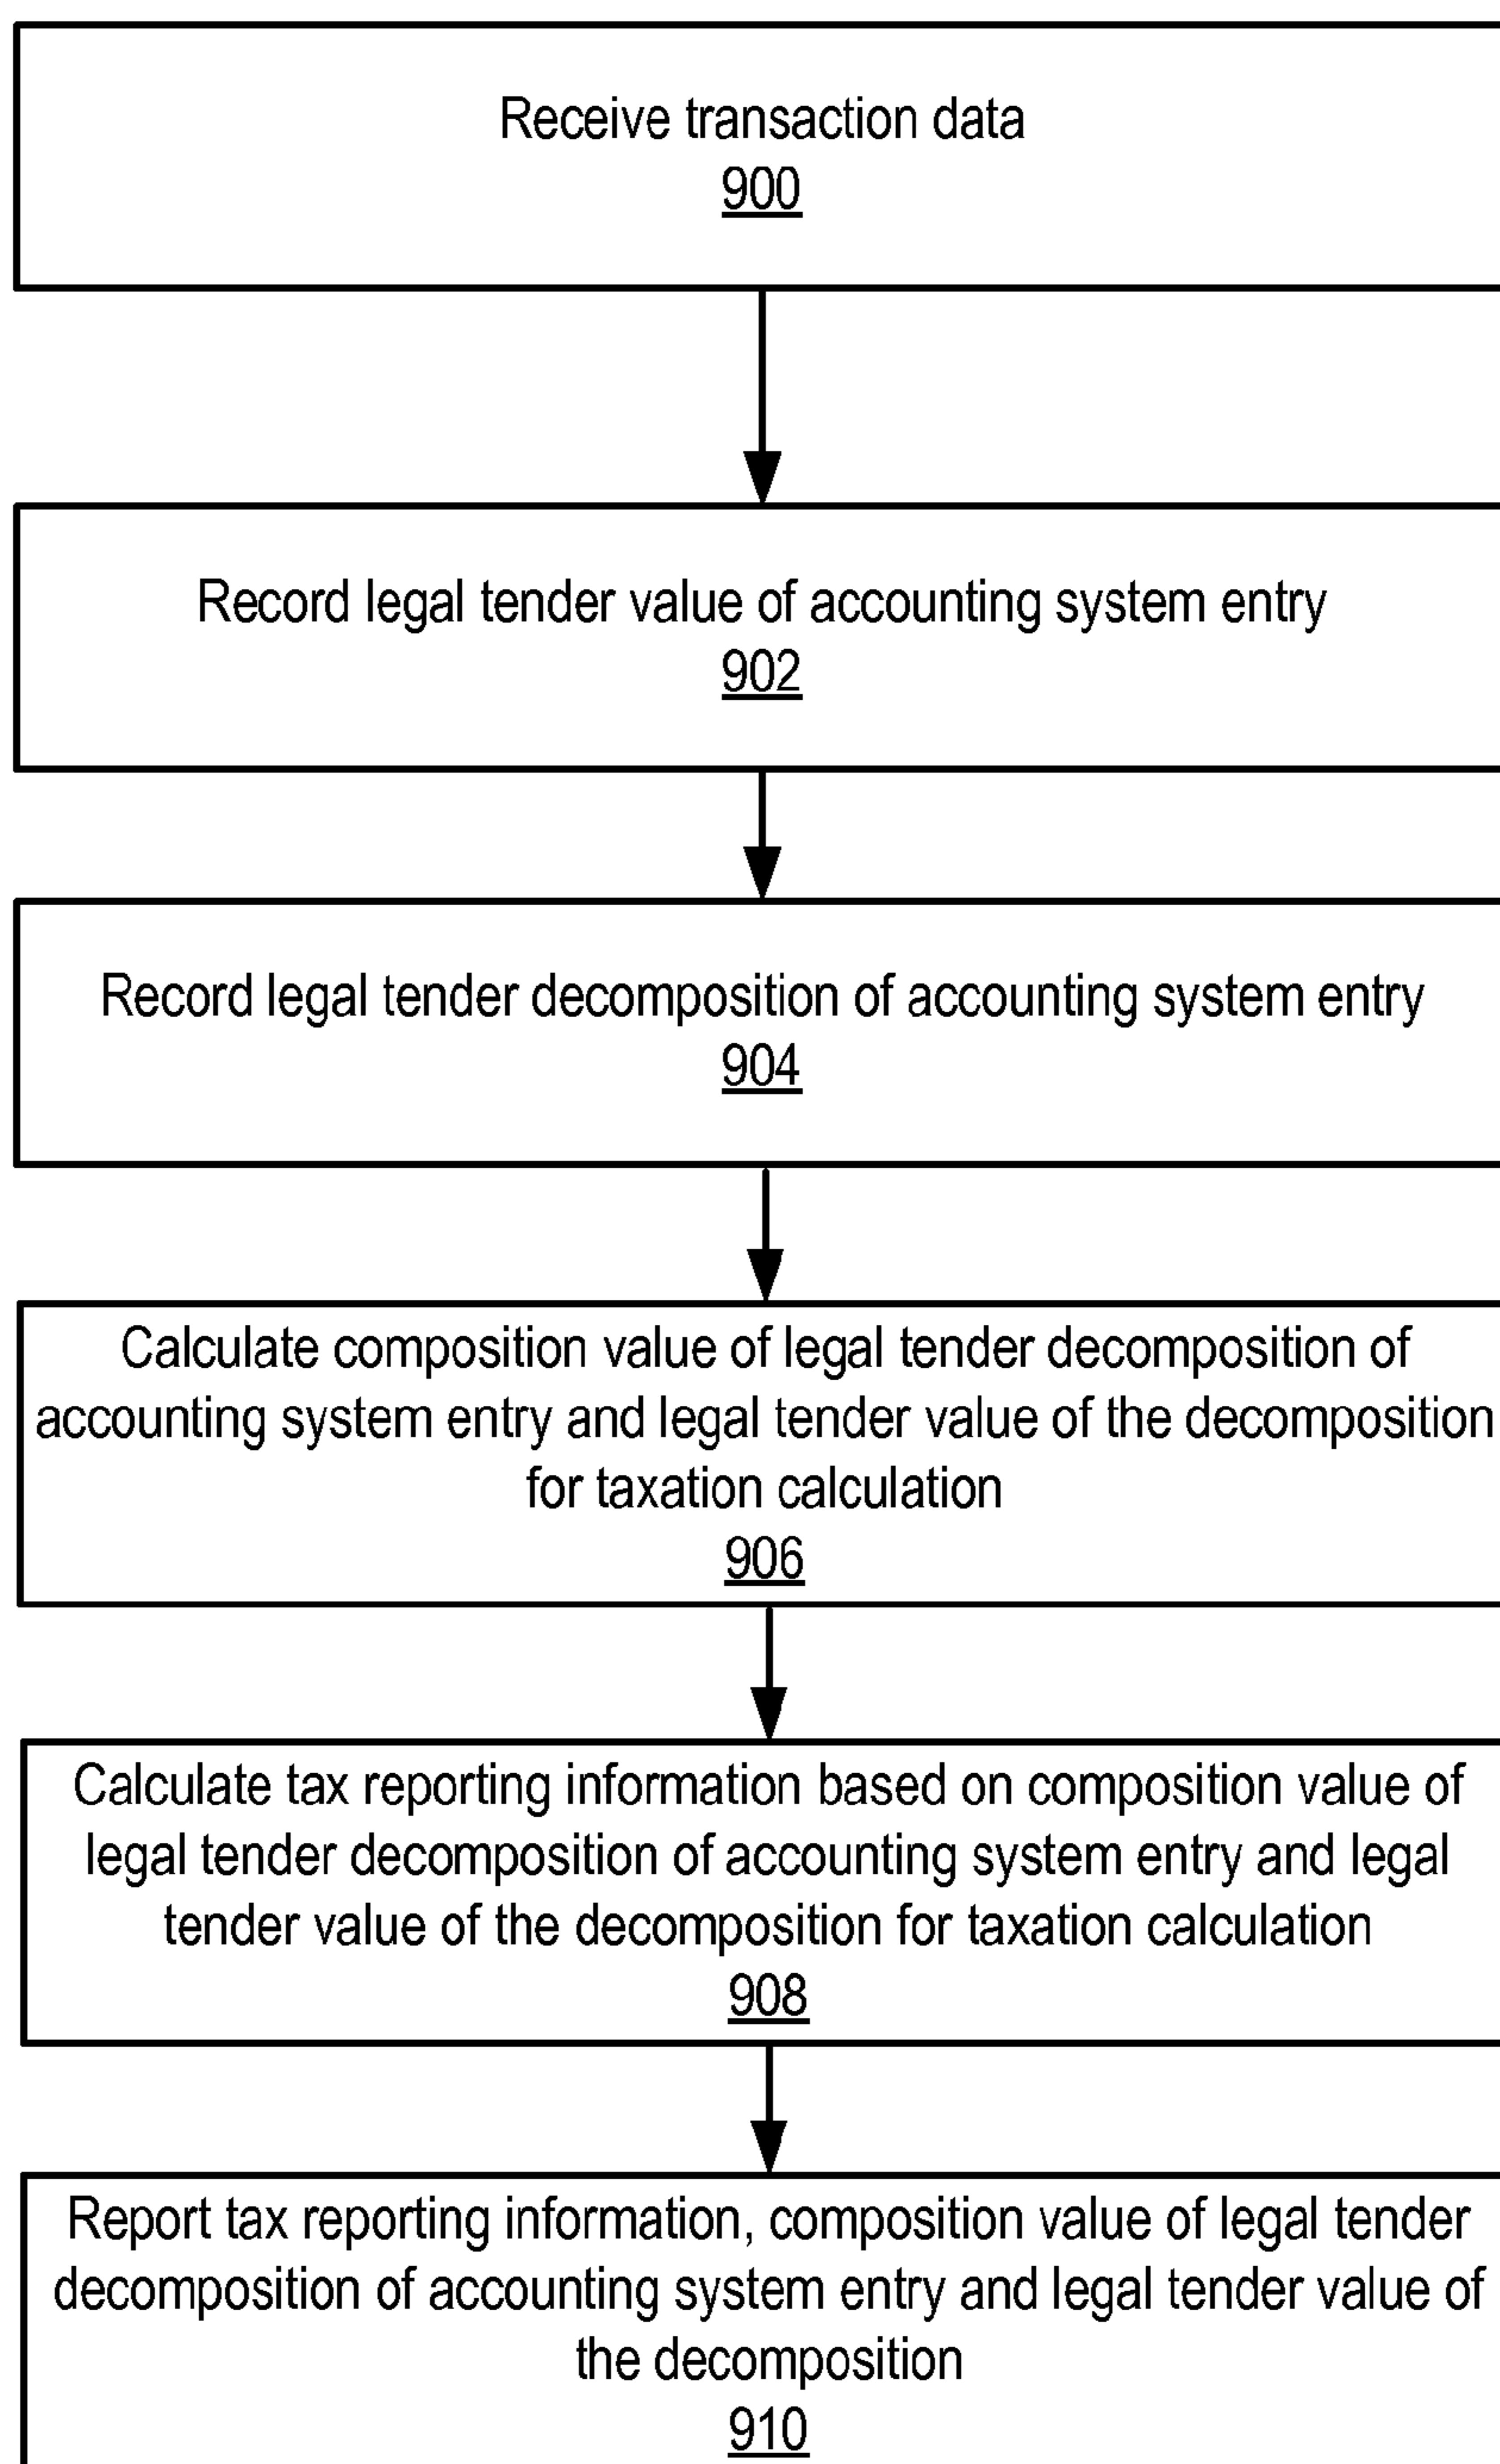 Receive transaction data
900
Record legal tender value of accounting system entry
902
Record legal tender decomposition of accounting system entry
904
Calculate composition value of legal tender decomposition of
accounting system entry and legal tender value of the decomposition
for taxation calculation
906
Calculate tax reporting information based on composition value of
legal tender decomposition of accounting system entry and legal
tender value of the decomposition for taxation calculation
908
Report tax reporting information, composition value of legal tender
decomposition of accounting system entry and legal tender value of
the decomposition
910